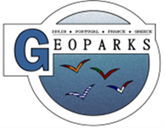 SPAIN ★ PORTUGAL ★ FRANCE ★ GREECE
GEOPARKS